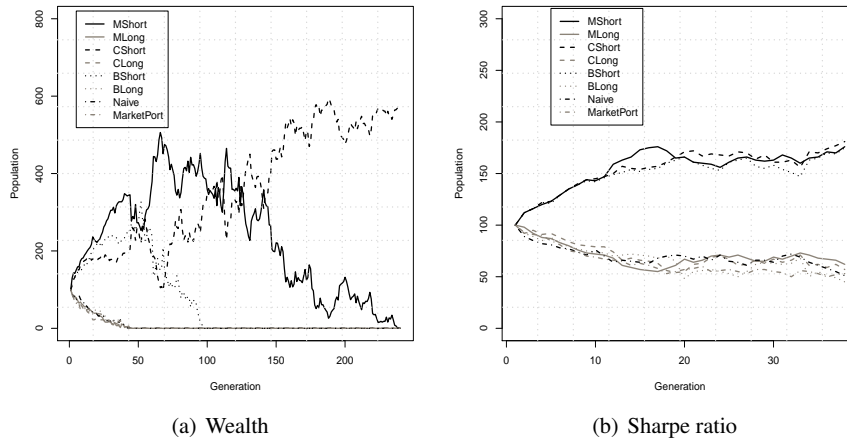 MShort
MLong
CShort
CLong
BShort
BLong
Naive
MarketPort
Population
0 200 400 600 800
0 50 100 150 200
Generation
(a) Wealth
MShort
MLong
CShort
CLong
BShort
BLong
Naive
MarketPort
Population
0 50 100 150 200 250 300
0 10 20 30
Generation
(b) Sharpe ratio